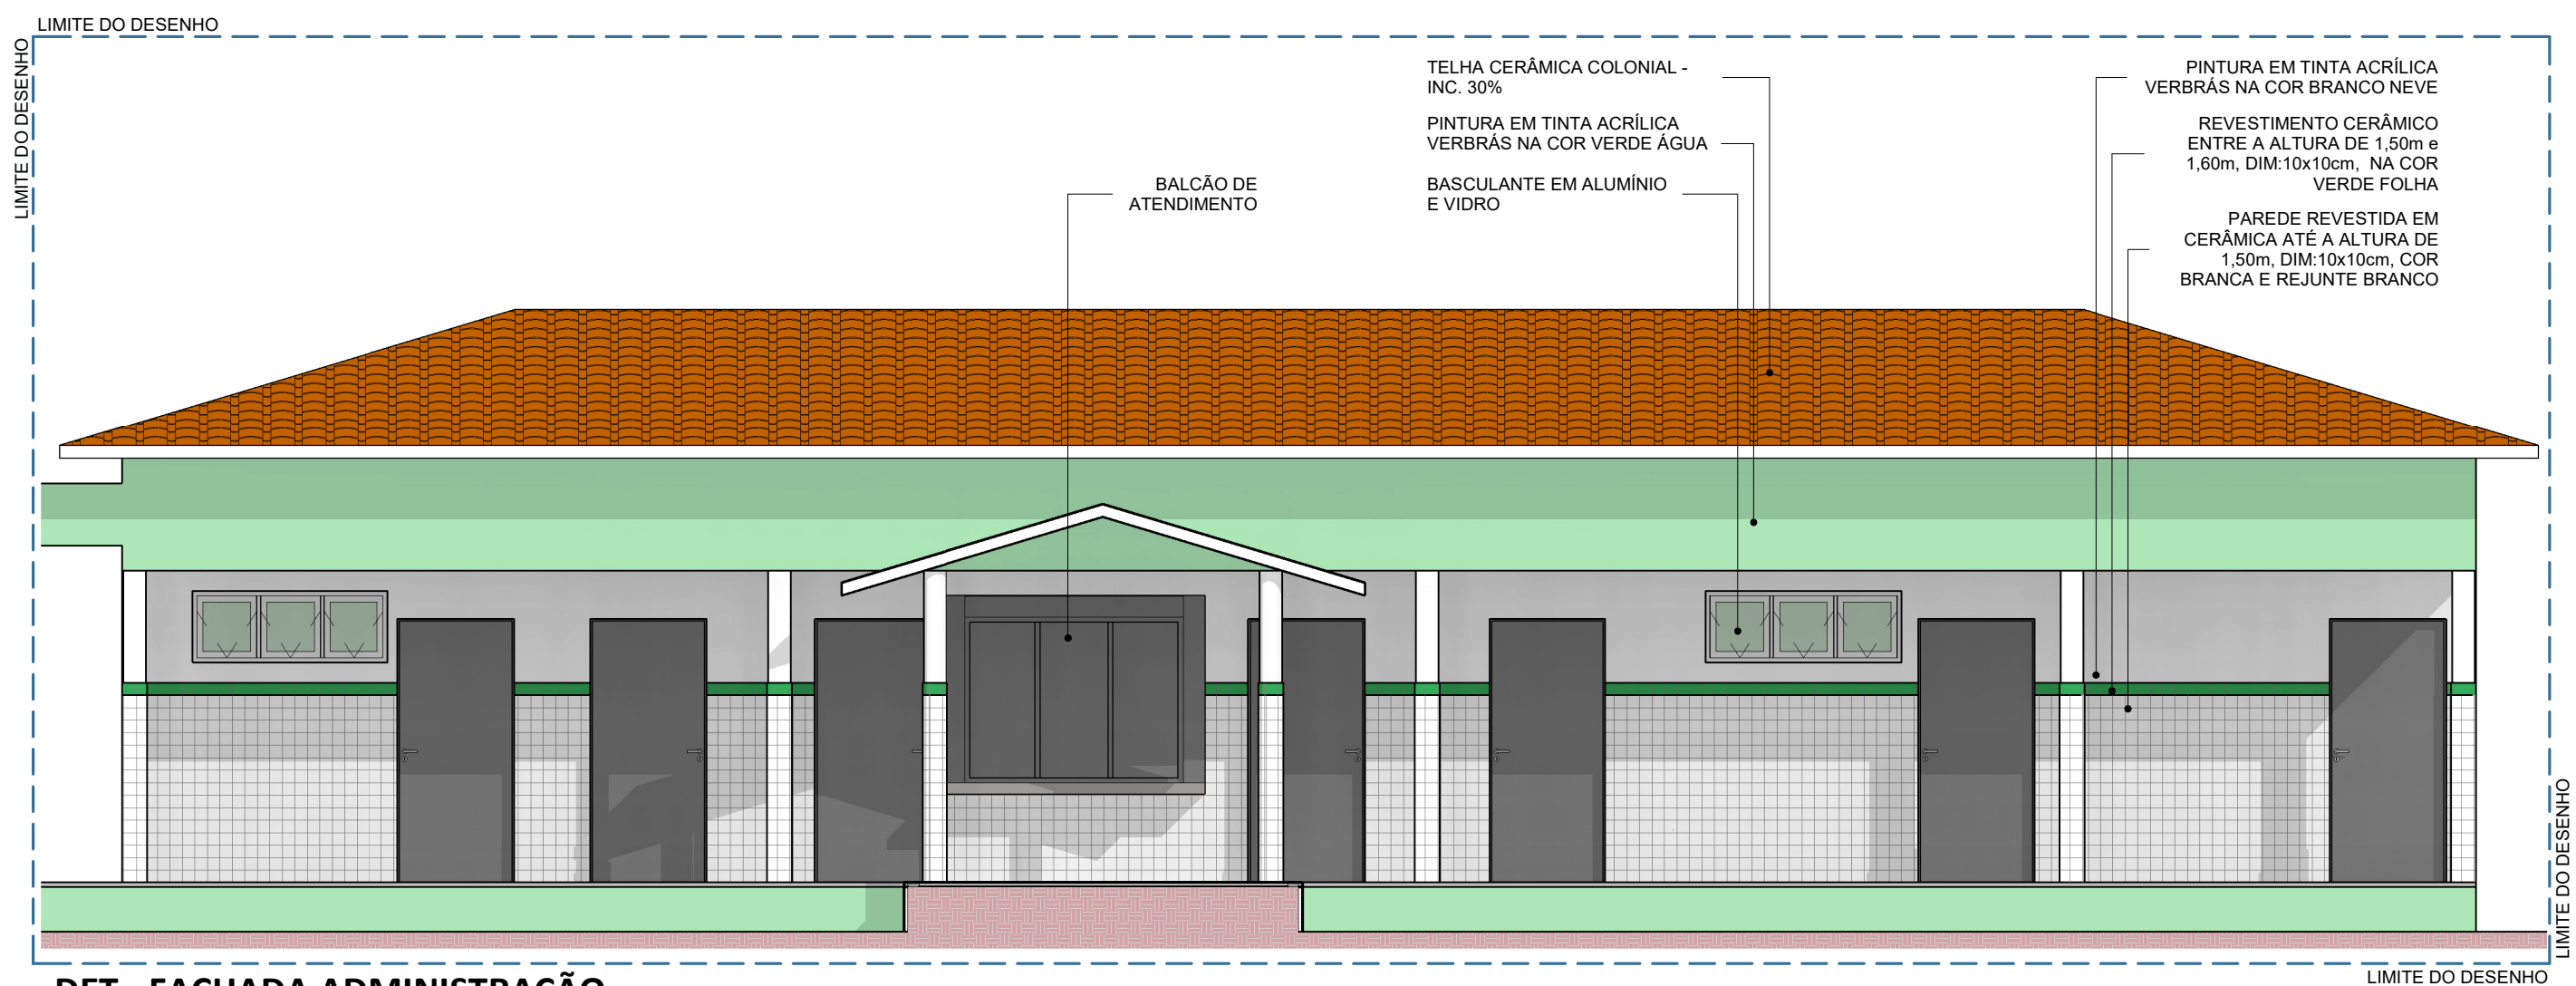 LIMITE DO DESENHO
LIMITE DO DESENHO
TELHA CERÂMICA COLONIAL -
INC. 30%
PINTURA EM TINTA ACRÍLICA
VERBRÁS NA COR VERDE ÁGUA
BASCULANTE EM ALUMÍNIO
E VIDRO
BALCÃO DE
ATENDIMENTO
PINTURA EM TINTA ACRÍLICA
VERBRÁS NA COR BRANCO NEVE
REVESTIMENTO CERÂMICO
ENTRE A ALTURA DE 1,50m e
1,60m, DIM:10x10cm, NA COR
VERDE FOLHA
PAREDE REVESTIDA EM
CERÂMICA ATÉ A ALTURA DE
1,50m, DIM:10x10cm, COR
BRANCA E REJUNTE BRANCO
LIMITE DO DESENHO
LIMITE DO DESENHO
DET - FACHADA ADMINISTRAÇÃO